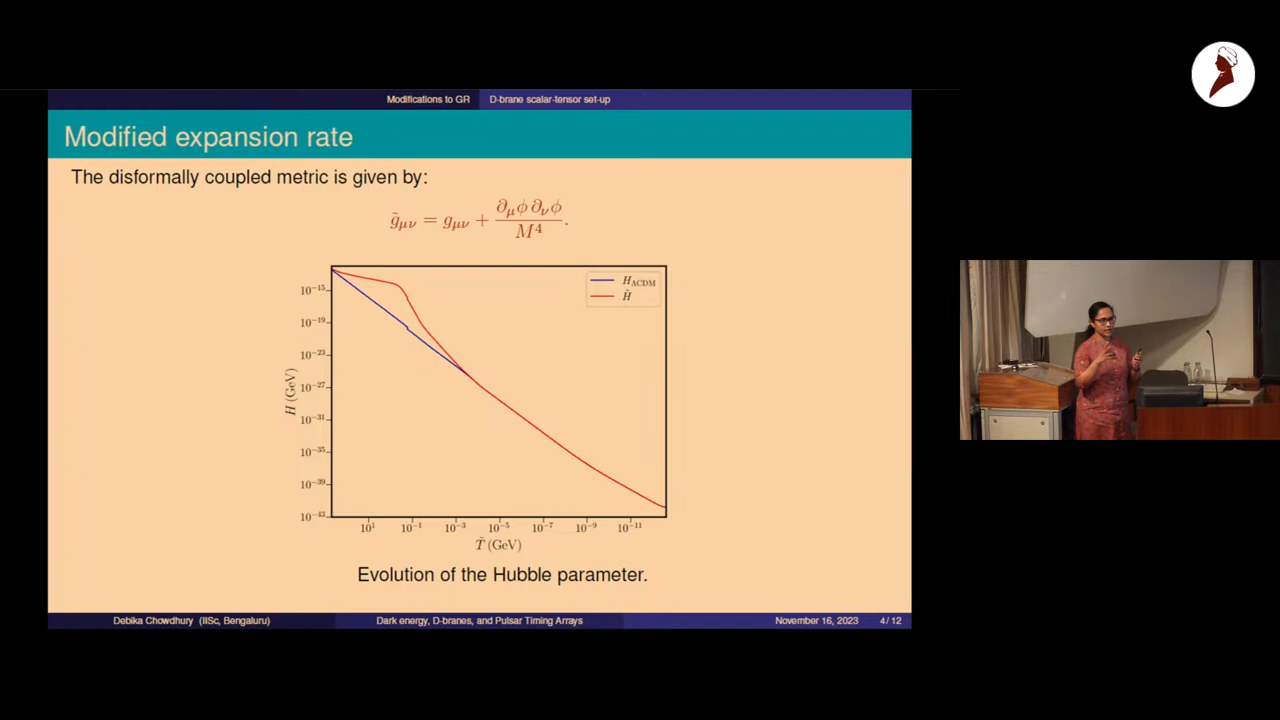 Modifications to GR D-brane scalar-tensor set-up
Modified expansion rate
The disformally coupled metric is given by:
g̃_μν = g_μν + ∂_μϕ ∂_νϕ / M⁴.
H_ΛCDM
H̃
10⁻¹⁵
10⁻¹⁹
10⁻²³
10⁻²⁷
10⁻³¹
10⁻³⁵
10⁻³⁹
10⁻⁴³
H (GeV)
10¹ 10⁻¹ 10⁻³ 10⁻⁵ 10⁻⁷ 10⁻⁹ 10⁻¹¹
T̃ (GeV)
Evolution of the Hubble parameter.
Debika Chowdhury (IISc, Bengaluru) Dark energy, D-branes, and Pulsar Timing Arrays November 16, 2023 4/12